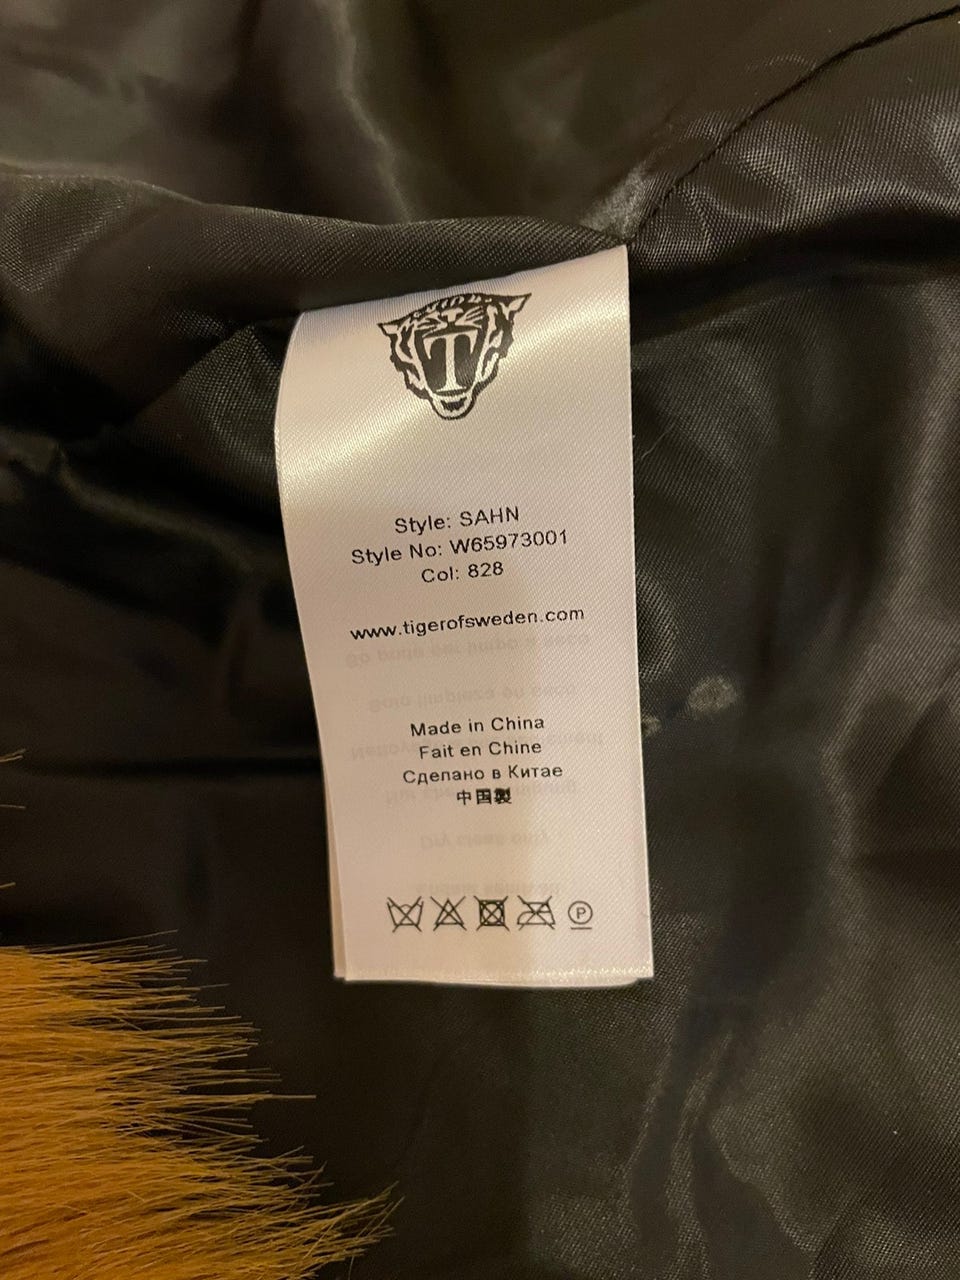 T
Style: SAHN
Style No: W65973001
Col: 828
www.tigerofsweden.com
Made in China
Fait en Chine
Сделано в Китае
中国製
P